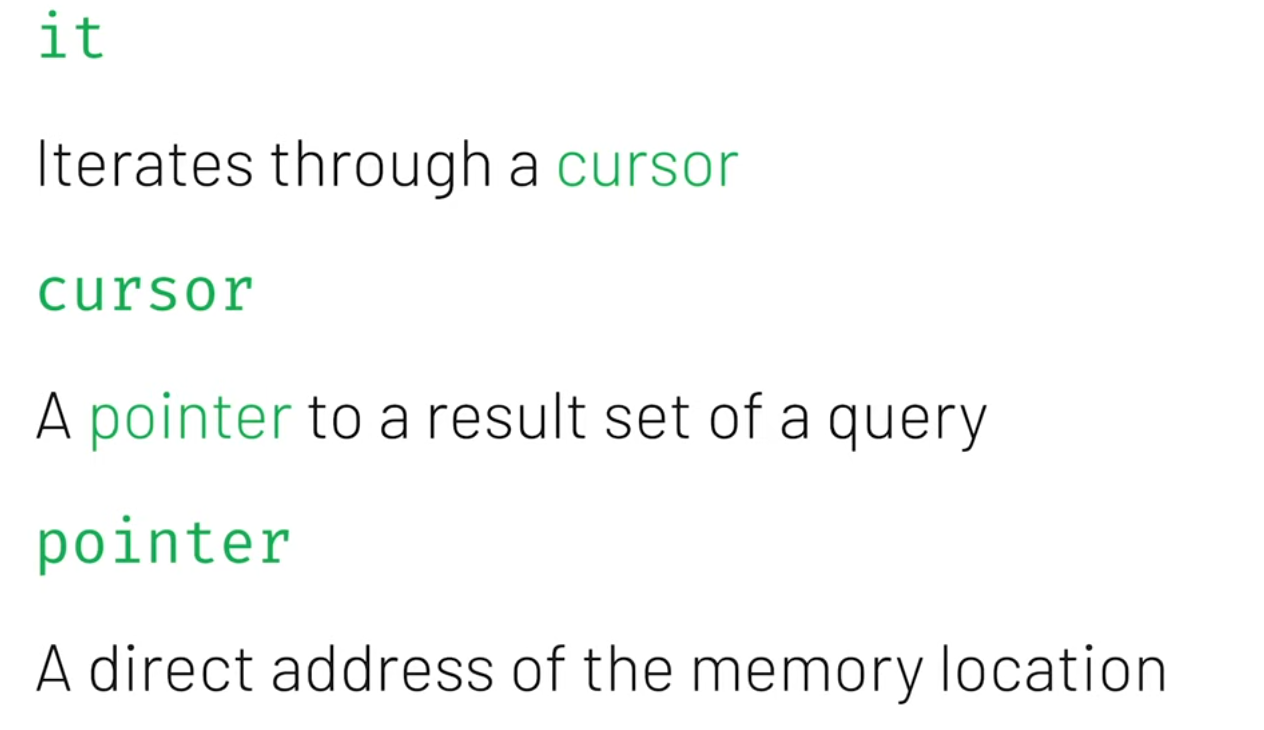 it
Iterates through a cursor
cursor
A pointer to a result set of a query
pointer
A direct address of the memory location